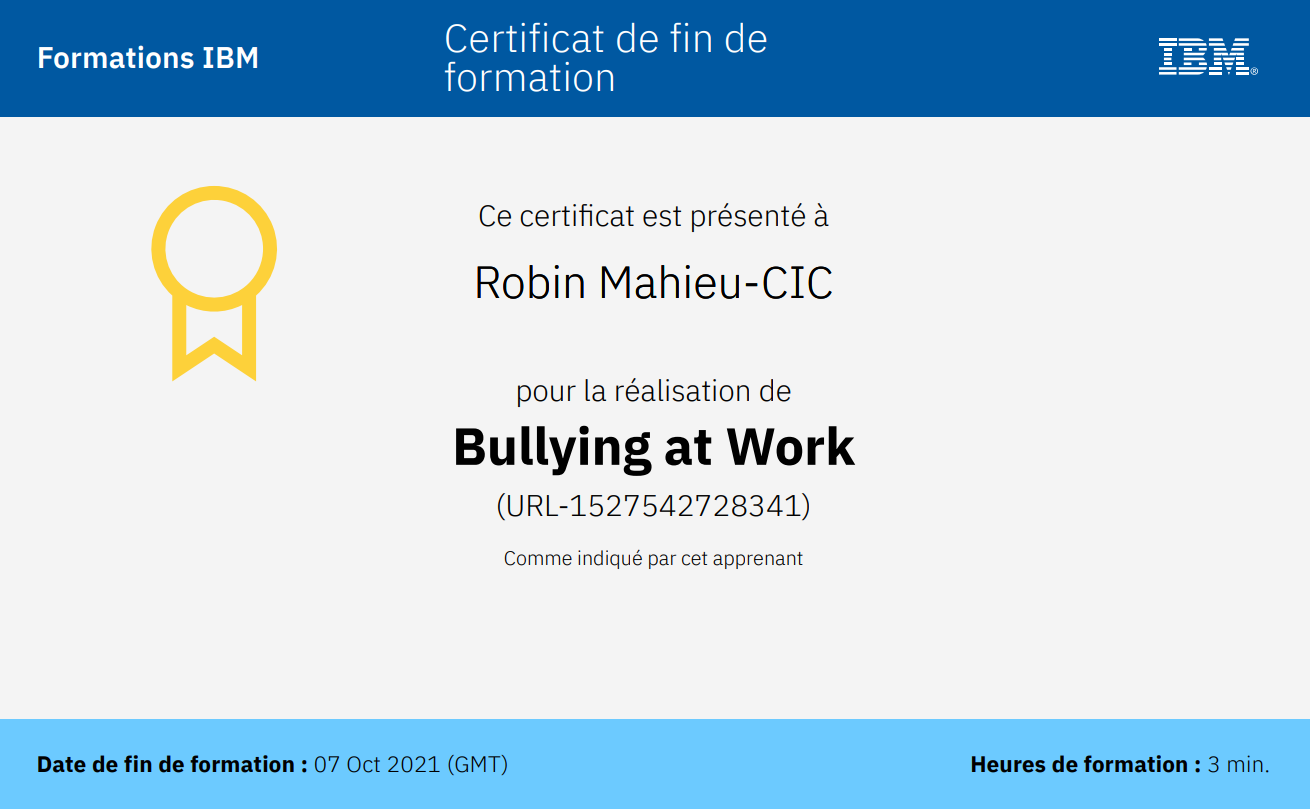 Formations IBM
Certificat de fin de
formation
IBM®
Ce certificat est présenté à
Robin Mahieu-CIC
pour la réalisation de
Bullying at Work
(URL-1527542728341)
Comme indiqué par cet apprenant
Date de fin de formation : 07 Oct 2021 (GMT)
Heures de formation : 3 min.